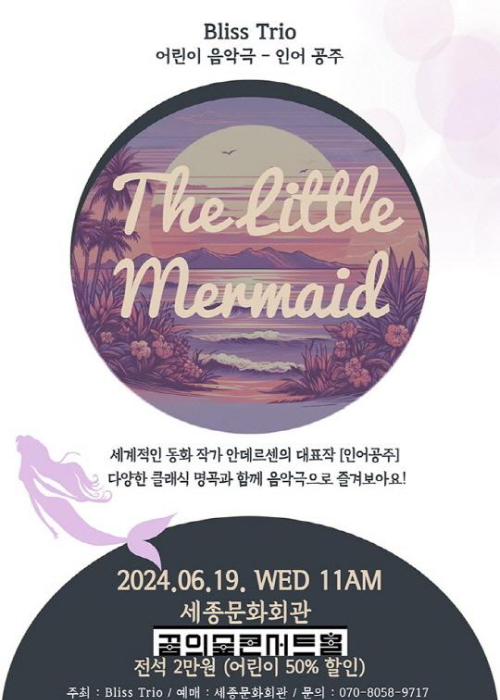 Bliss Trio
어린이 음악극 - 인어 공주
The Little
Mermaid
세계적인 동화 작가 안데르센의 대표작 [인어공주]
다양한 클래식 명곡과 함께 음악극으로 즐겨보아요!
2024.06.19. WED 11AM
세종문화회관
꿈의숲콘서트홀
전석 2만원 (어린이 50% 할인)
주최 : Bliss Trio / 예매 : 세종문화회관 / 문의 : 070-8058-9717